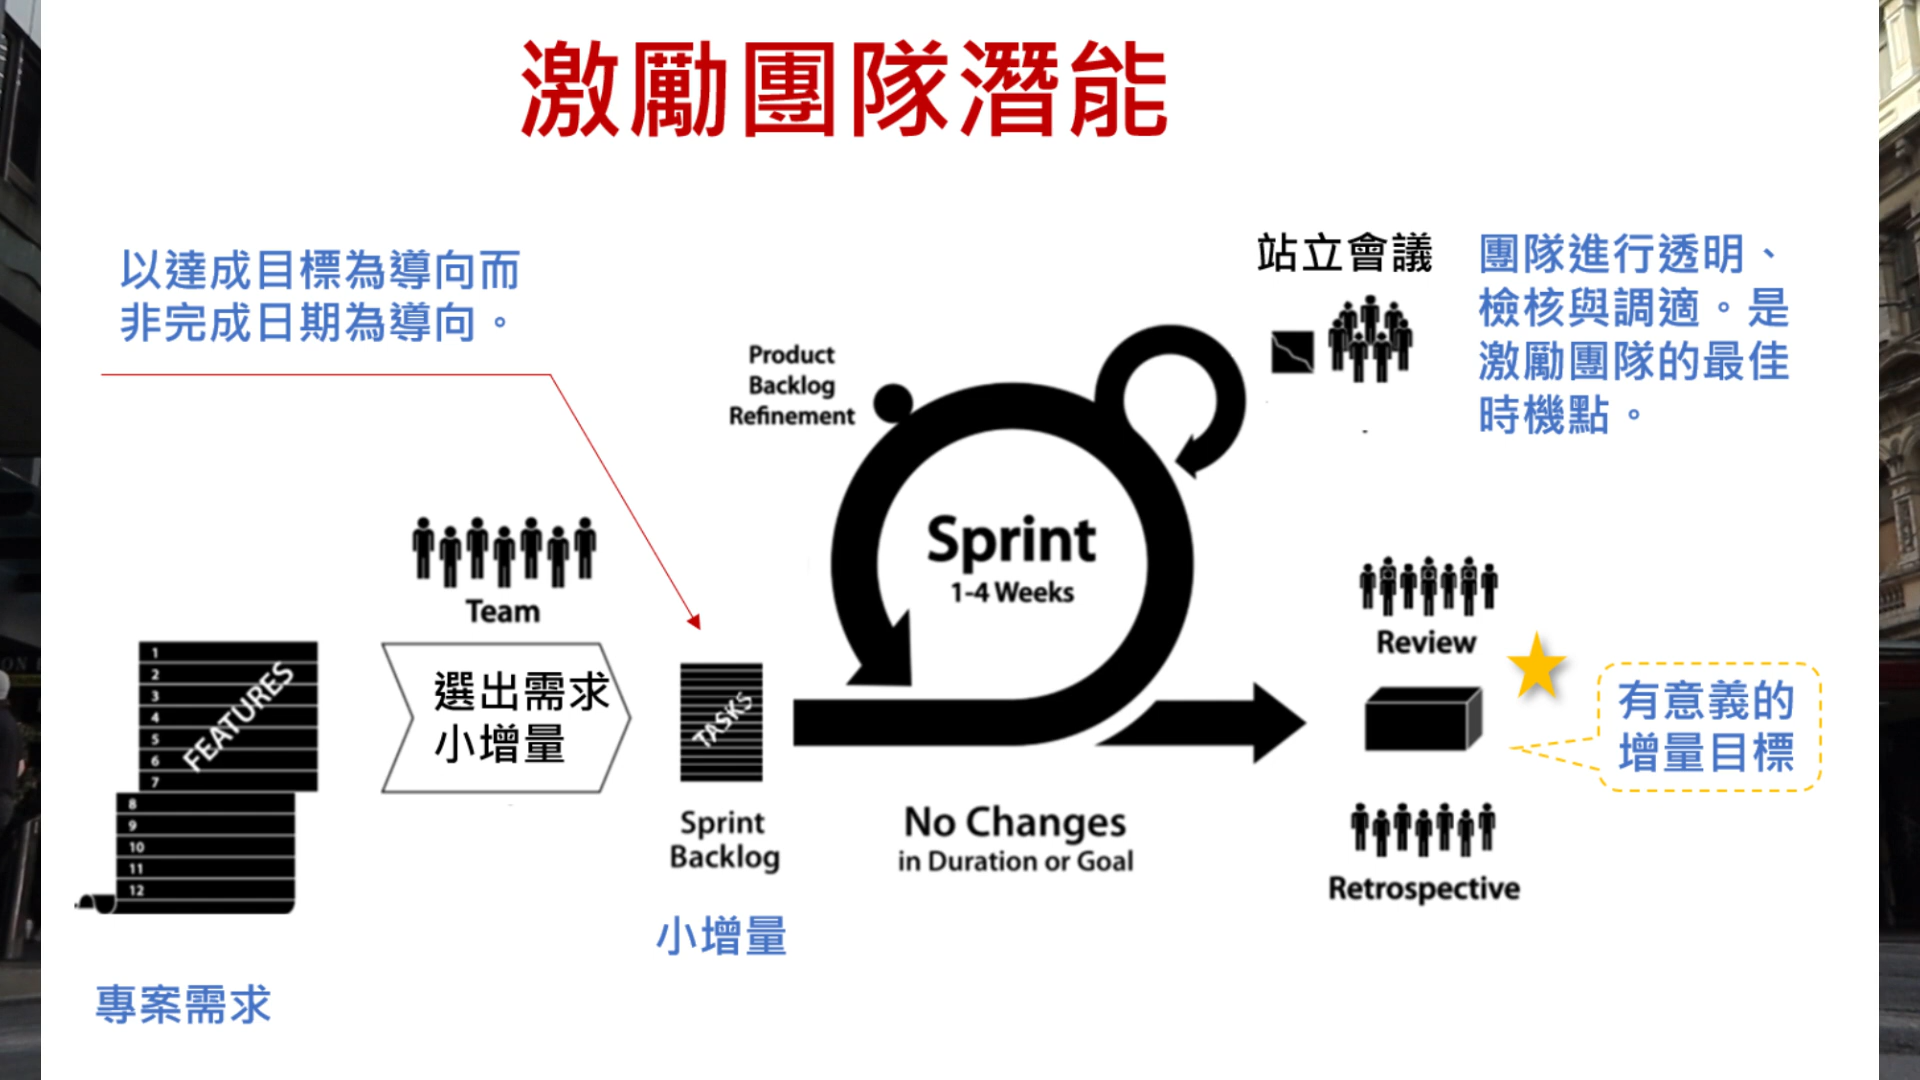 激勵團隊潛能
以達成目標為導向而
非完成日期為導向。
站立會議
團隊進行透明、
檢核與調適。是
激勵團隊的最佳
時機點。
Product
Backlog
Refinement
Sprint
1-4 Weeks
Team
選出需求
小增量
1
2
3
4
5
6
7
8
9
10
11
12
FEATURES
TASKS
Sprint
Backlog
小增量
專案需求
No Changes
in Duration or Goal
Review
有意義的
增量目標
Retrospective